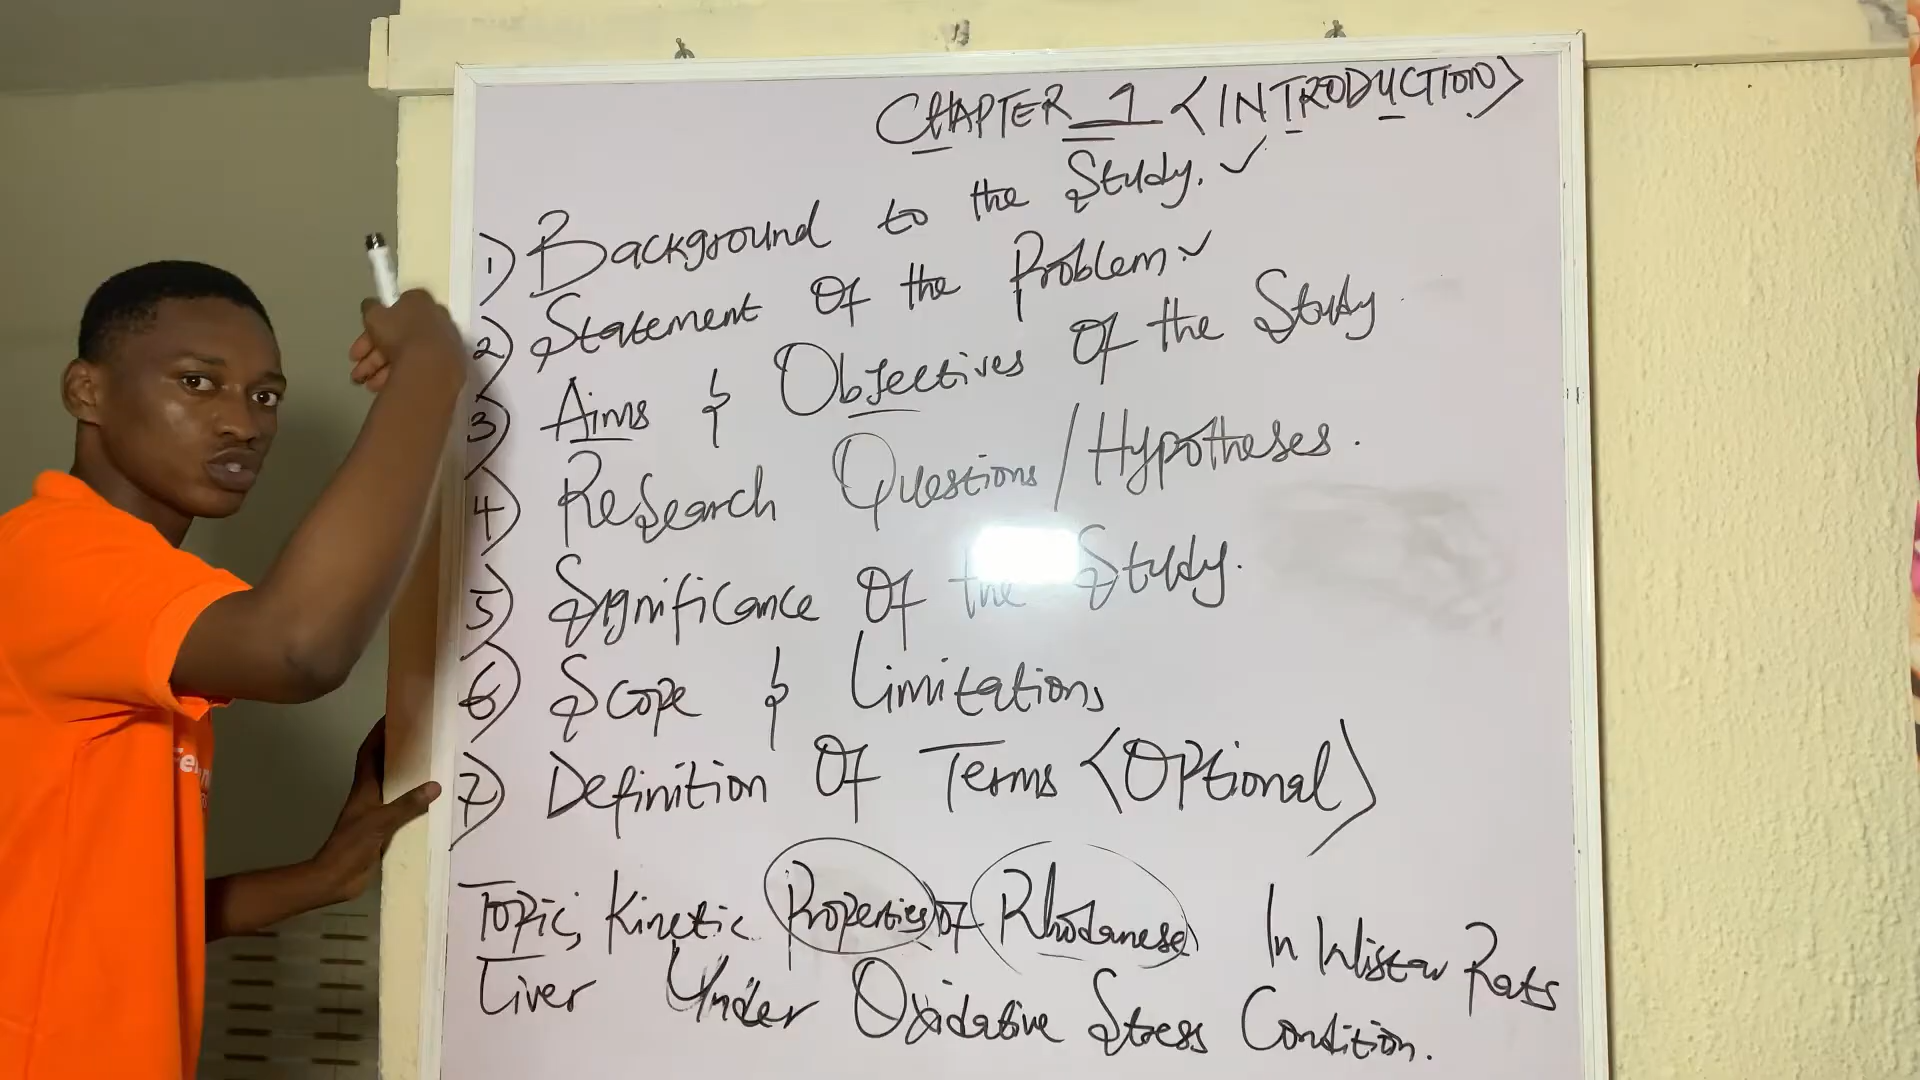 CHAPTER 1 <INTRODUCTION>
1) Background to the Study. ✓
2) Statement Of the Problem. ✓
3) Aims & Objectives Of the Study
4) Research Questions/Hypotheses.
5) Significance Of the Study.
6) Scope & Limitations
7) Definition Of Terms <Optional>
Topic, Kinetic Properties of Rhodanese In Wistar Rats
Liver Under Oxidative Stress Condition.